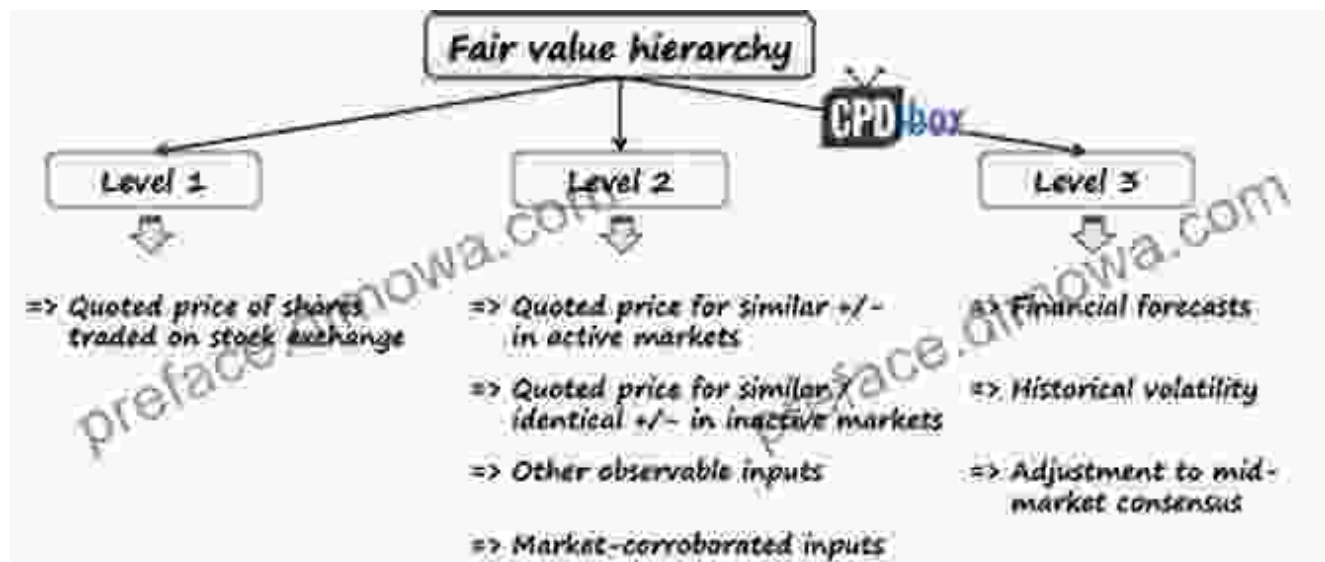 Fair value hierarchy
CPDbox
Level 1
Level 2
Level 3
=> Quoted price of shares
traded on stock exchange
=> Quoted price for similar +/-
in active markets
=> Quoted price for similar /
identical +/- in inactive markets
=> Other observable inputs
=> Market-corroborated inputs
=> Financial forecasts
=> Historical volatility
=> Adjustment to mid-
market consensus
preface.dimowa.com
preface.dimowa.com